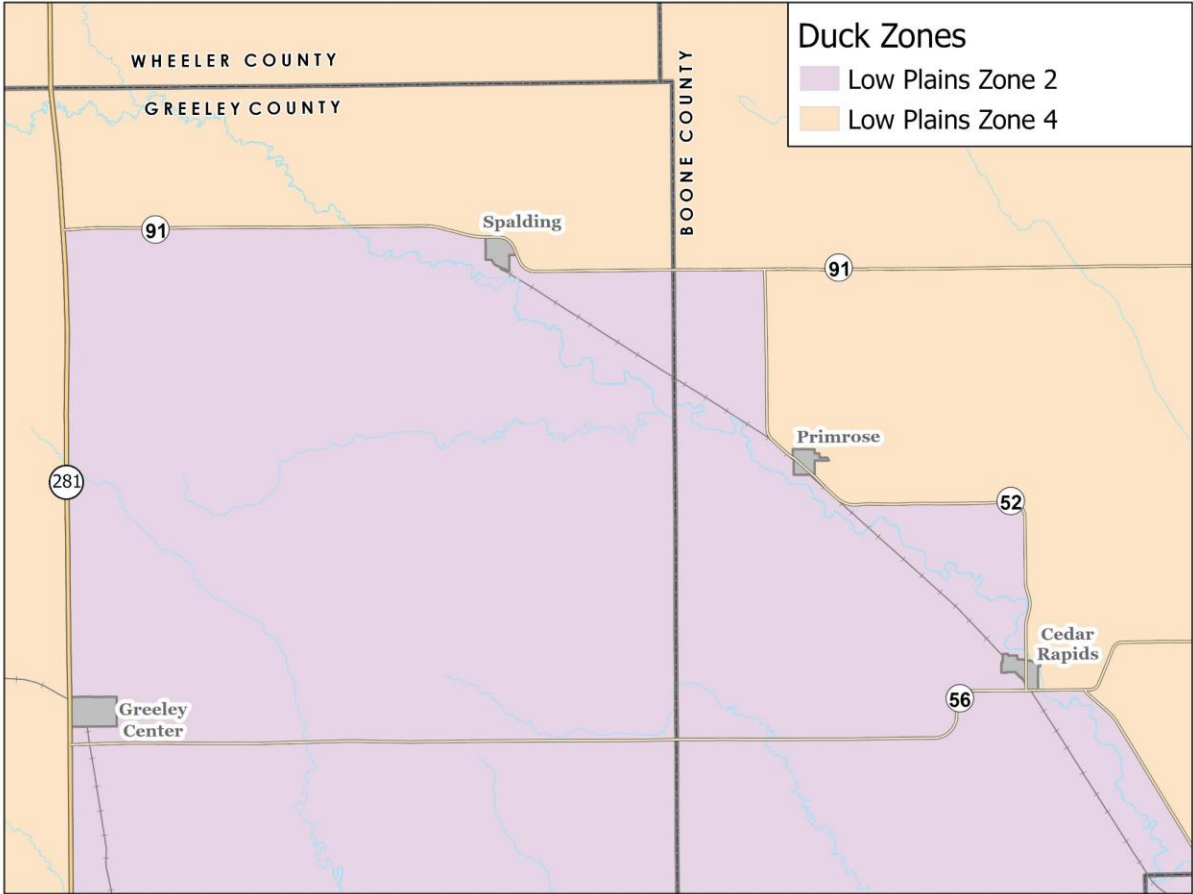 Duck Zones
Low Plains Zone 2
Low Plains Zone 4
WHEELER COUNTY
GREELEY COUNTY
BOONE COUNTY
91
Spalding
91
281
Primrose
52
Cedar
Rapids
56
Greeley
Center